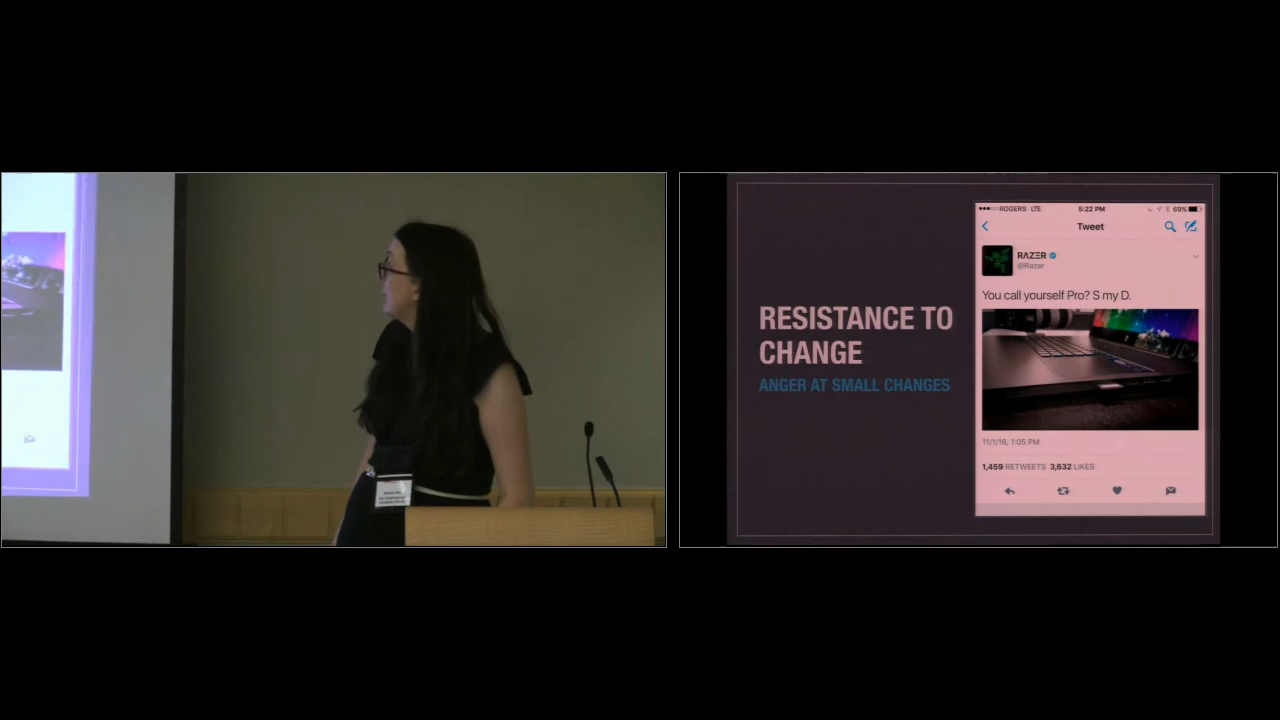 RESISTANCE TO
CHANGE
ANGER AT SMALL CHANGES
ROGERS LTE 5:22 PM 69%
Tweet
RAZER
@Razer
You call yourself Pro? S my D.
11/1/16, 1:05 PM
1,459 RETWEETS 3,632 LIKES